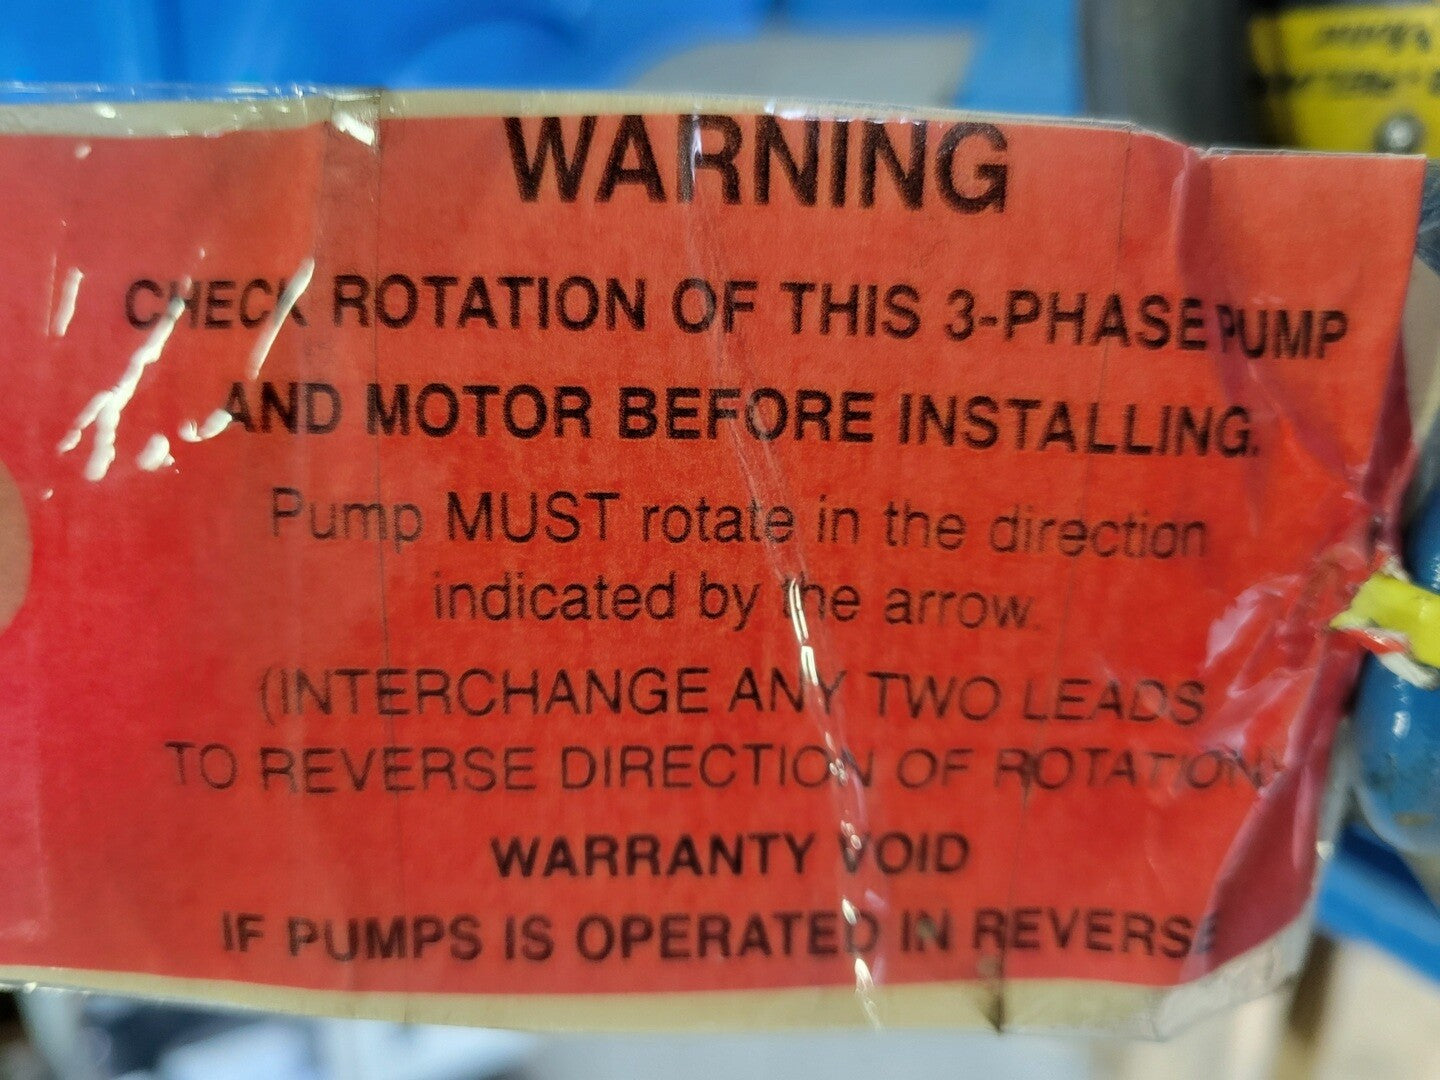 WARNING
CHECK ROTATION OF THIS 3-PHASE PUMP
AND MOTOR BEFORE INSTALLING.
Pump MUST rotate in the direction
indicated by the arrow.
(INTERCHANGE ANY TWO LEADS
TO REVERSE DIRECTION OF ROTATION)
WARRANTY VOID
IF PUMPS IS OPERATED IN REVERSE